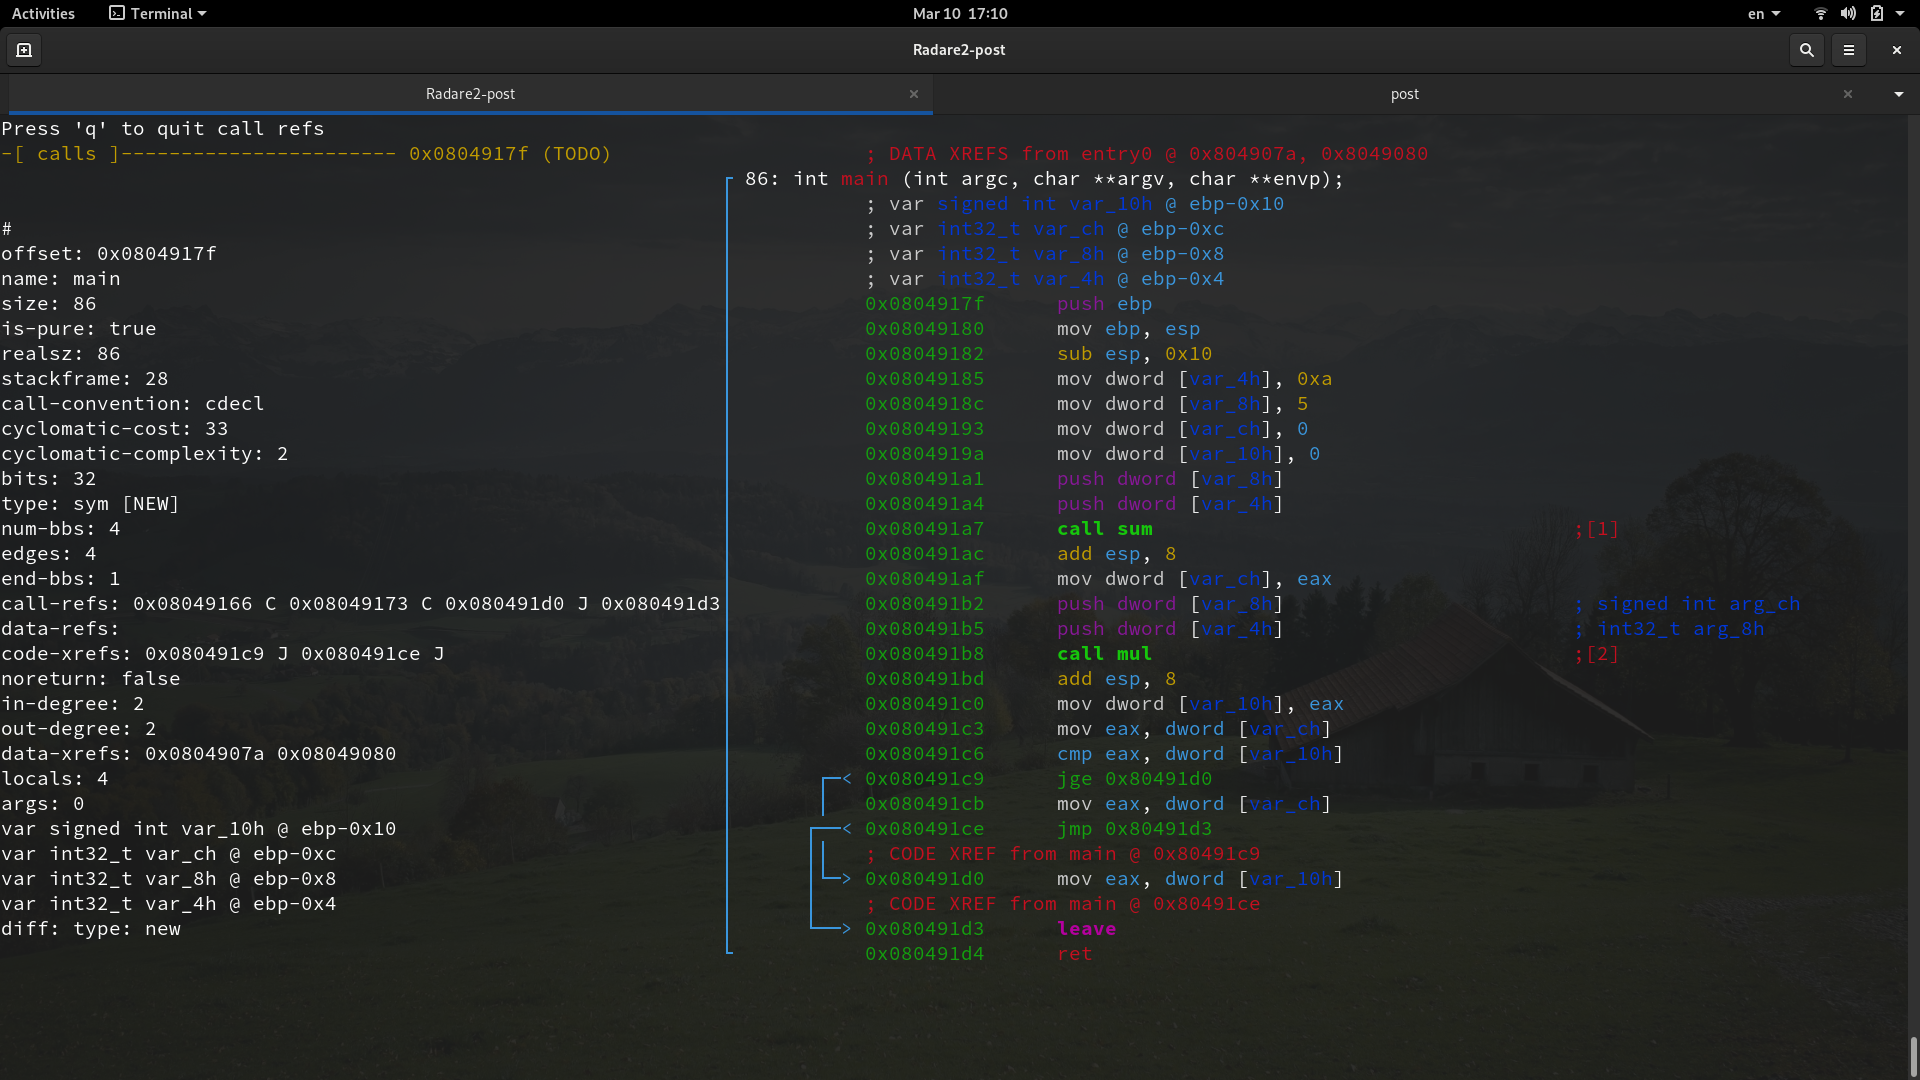 Activities Terminal Mar 10 17:10 en
Radare2-post
Radare2-post post
Press 'q' to quit call refs
-[ calls ]----------------------- 0x0804917f (TODO)
#
offset: 0x0804917f
name: main
size: 86
is-pure: true
realsz: 86
stackframe: 28
call-convention: cdecl
cyclomatic-cost: 33
cyclomatic-complexity: 2
bits: 32
type: sym [NEW]
num-bbs: 4
edges: 4
end-bbs: 1
call-refs: 0x08049166 C 0x08049173 C 0x080491d0 J 0x080491d3
data-refs:
code-xrefs: 0x080491c9 J 0x080491ce J
noreturn: false
in-degree: 2
out-degree: 2
data-xrefs: 0x0804907a 0x08049080
locals: 4
args: 0
var signed int var_10h @ ebp-0x10
var int32_t var_ch @ ebp-0xc
var int32_t var_8h @ ebp-0x8
var int32_t var_4h @ ebp-0x4
diff: type: new
; DATA XREFS from entry0 @ 0x804907a, 0x8049080
86: int main (int argc, char **argv, char **envp);
; var signed int var_10h @ ebp-0x10
; var int32_t var_ch @ ebp-0xc
; var int32_t var_8h @ ebp-0x8
; var int32_t var_4h @ ebp-0x4
0x0804917f push ebp
0x08049180 mov ebp, esp
0x08049182 sub esp, 0x10
0x08049185 mov dword [var_4h], 0xa
0x0804918c mov dword [var_8h], 5
0x08049193 mov dword [var_ch], 0
0x0804919a mov dword [var_10h], 0
0x080491a1 push dword [var_8h]
0x080491a4 push dword [var_4h]
0x080491a7 call sum ;[1]
0x080491ac add esp, 8
0x080491af mov dword [var_ch], eax
0x080491b2 push dword [var_8h] ; signed int arg_ch
0x080491b5 push dword [var_4h] ; int32_t arg_8h
0x080491b8 call mul ;[2]
0x080491bd add esp, 8
0x080491c0 mov dword [var_10h], eax
0x080491c3 mov eax, dword [var_ch]
0x080491c6 cmp eax, dword [var_10h]
< 0x080491c9 jge 0x80491d0
0x080491cb mov eax, dword [var_ch]
< 0x080491ce jmp 0x80491d3
; CODE XREF from main @ 0x80491c9
> 0x080491d0 mov eax, dword [var_10h]
; CODE XREF from main @ 0x80491ce
> 0x080491d3 leave
0x080491d4 ret